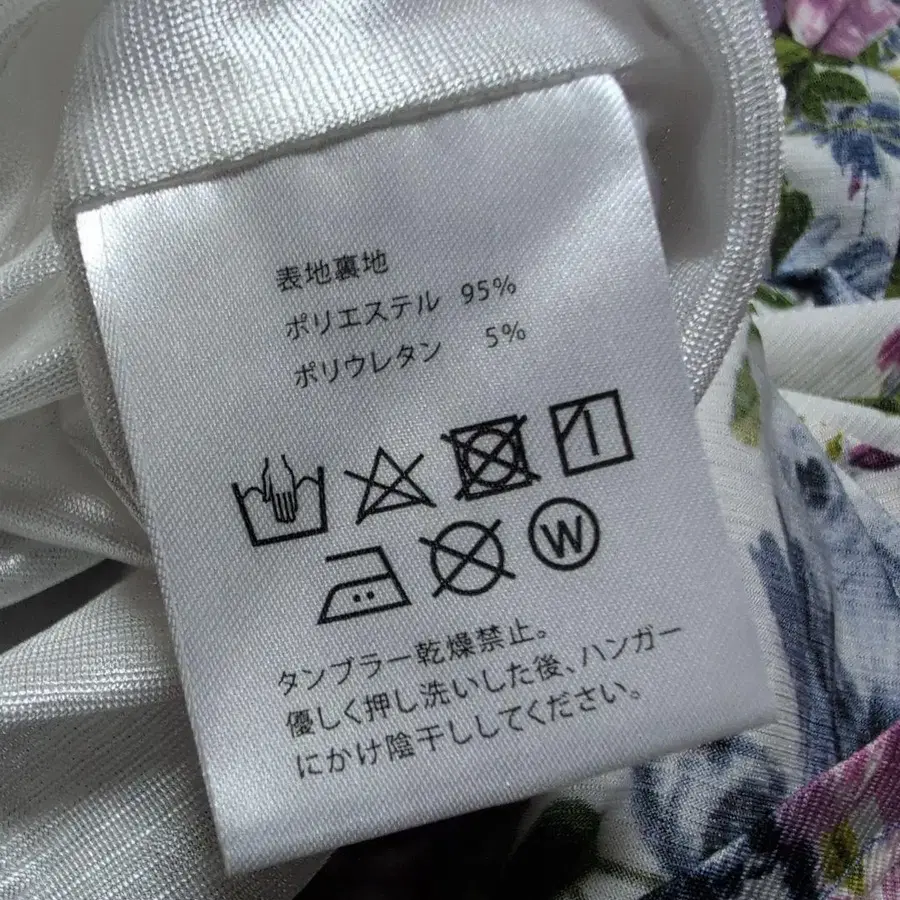 表地裏地
ポリエステル 95%
ポリウレタン 5%
W
タンブラー乾燥禁止。
優しく押し洗いした後、ハンガー
にかけ陰干ししてください。